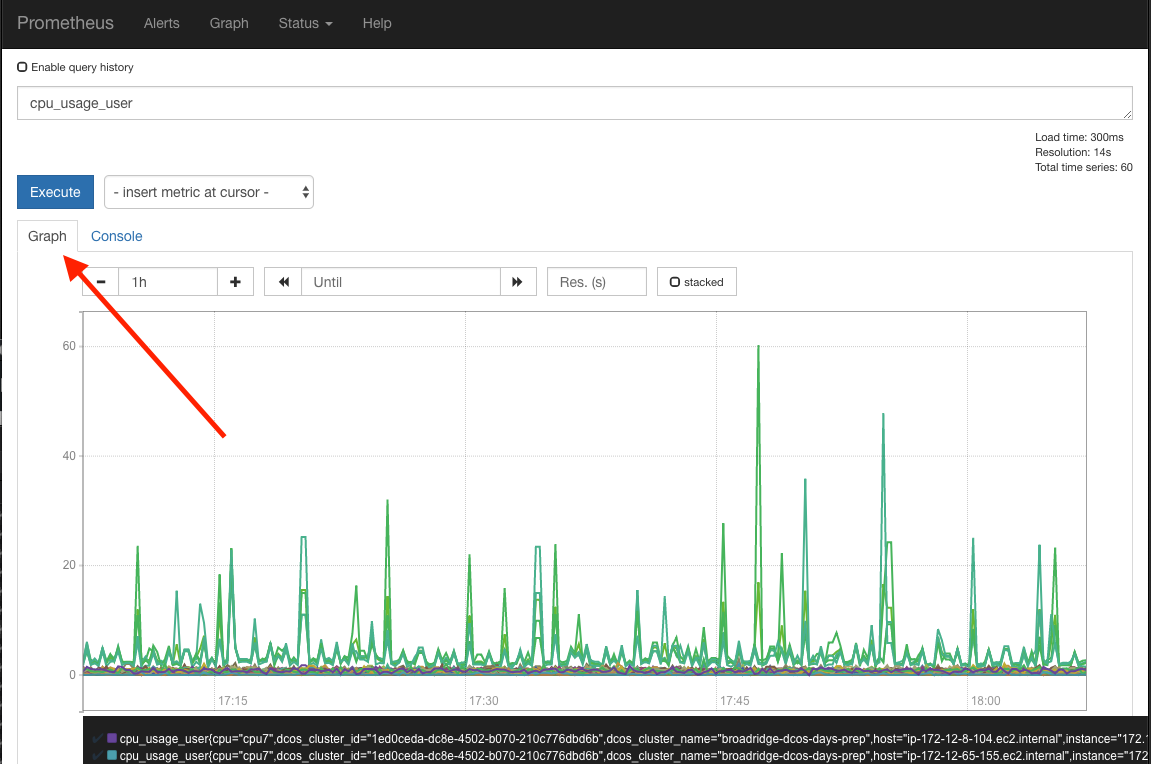 Prometheus Alerts Graph Status Help
Enable query history
cpu_usage_user
Load time: 300ms
Resolution: 14s
Total time series: 60
Execute - insert metric at cursor -
Graph Console
1h Until Res. (s) stacked
60
40
20
0
17:15 17:30 17:45 18:00
cpu_usage_user{cpu="cpu7",dcos_cluster_id="1ed0ceda-dc8e-4502-b070-210c776dbd6b",dcos_cluster_name="broadridge-dcos-days-prep",host="ip-172-12-8-104.ec2.internal",instance="172.1
cpu_usage_user{cpu="cpu7",dcos_cluster_id="1ed0ceda-dc8e-4502-b070-210c776dbd6b",dcos_cluster_name="broadridge-dcos-days-prep",host="ip-172-12-65-155.ec2.internal",instance="172